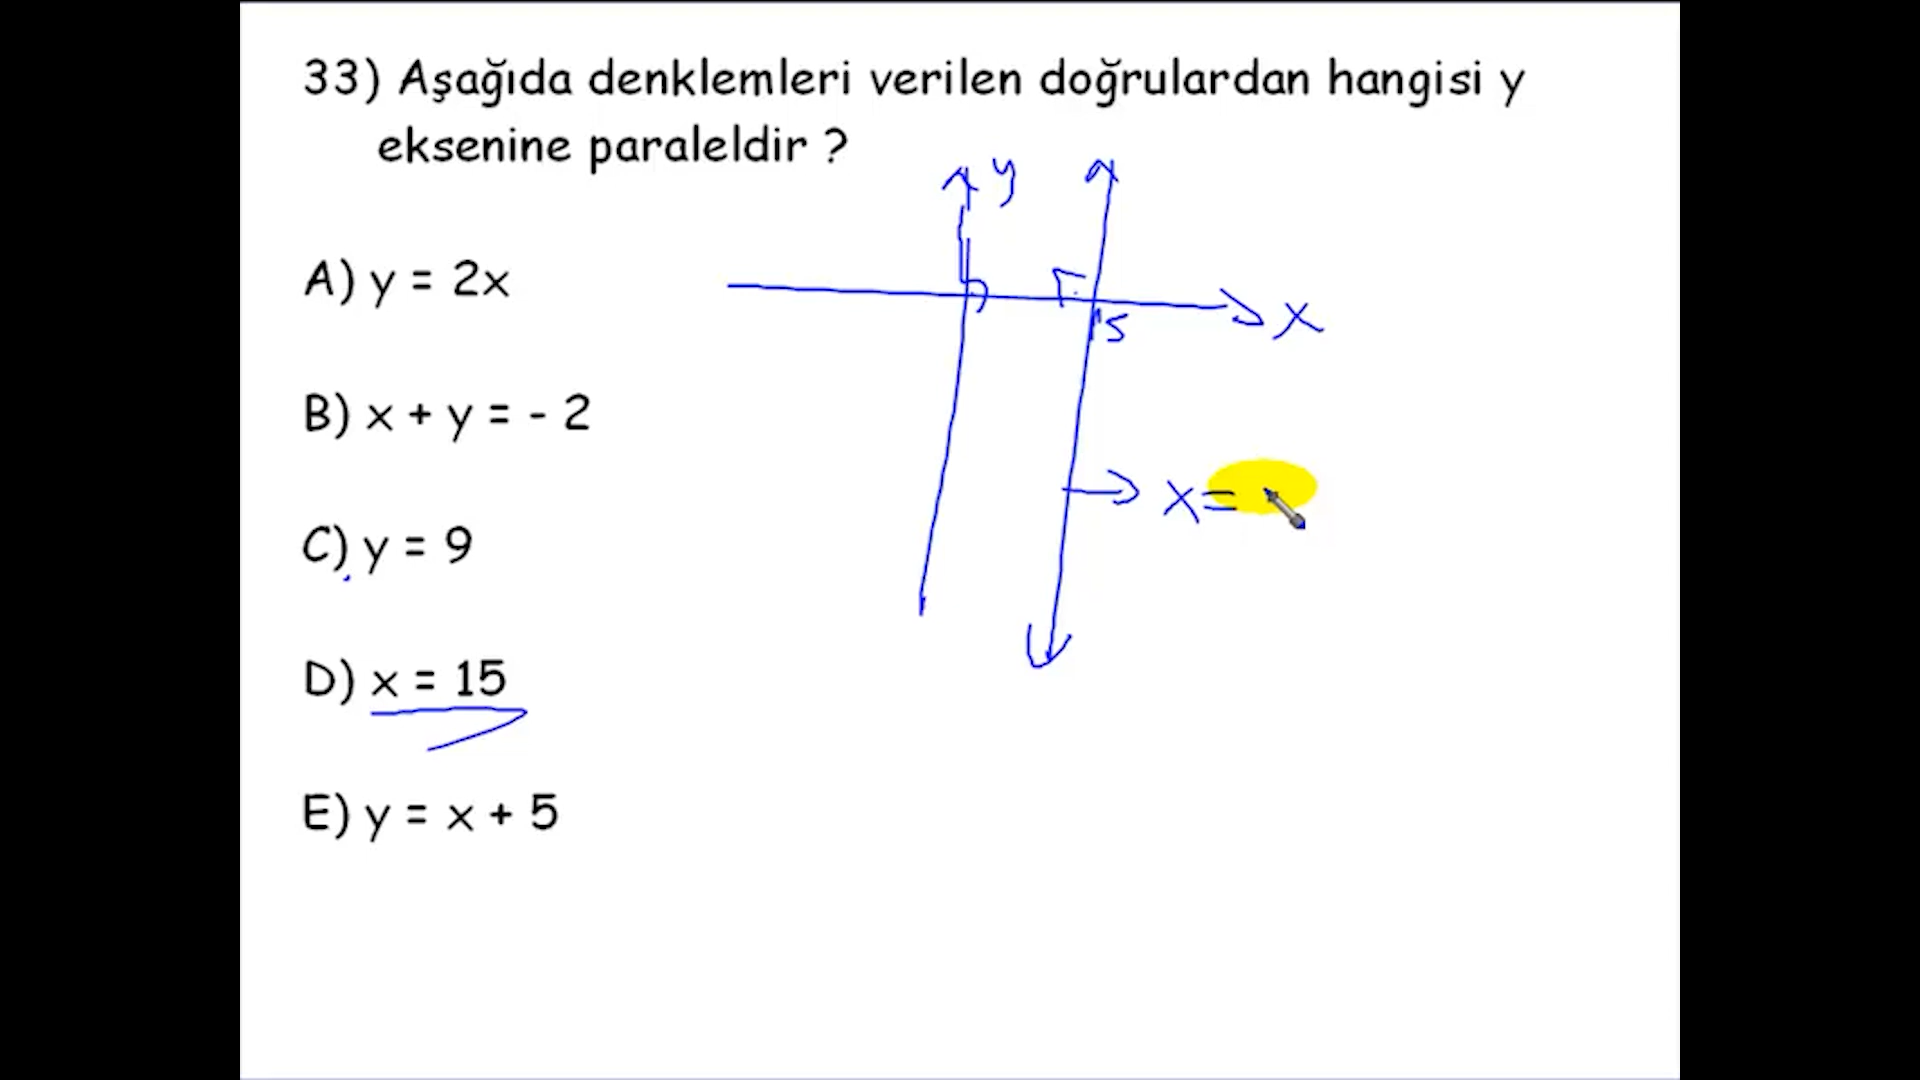 33) Aşağıda denklemleri verilen doğrulardan hangisi y
eksenine paraleldir ?
y
A) y = 2x
x
15
B) x + y = - 2
x =
C) y = 9
D) x = 15
E) y = x + 5